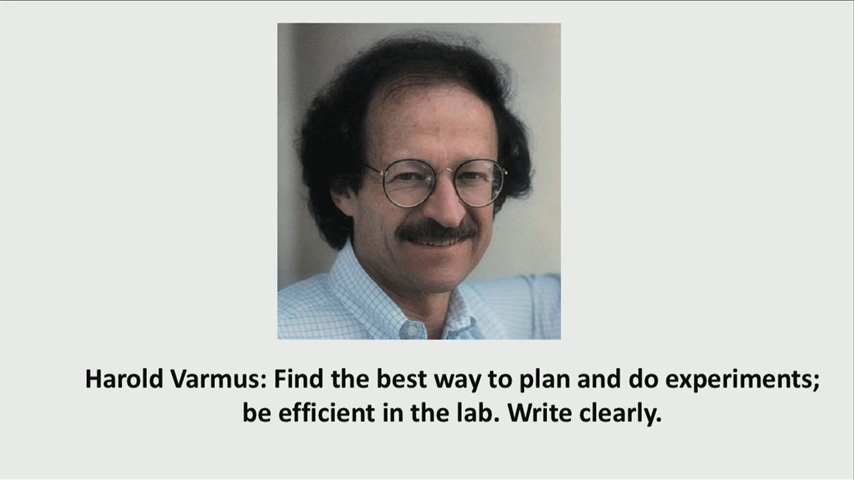 Harold Varmus: Find the best way to plan and do experiments;
be efficient in the lab. Write clearly.